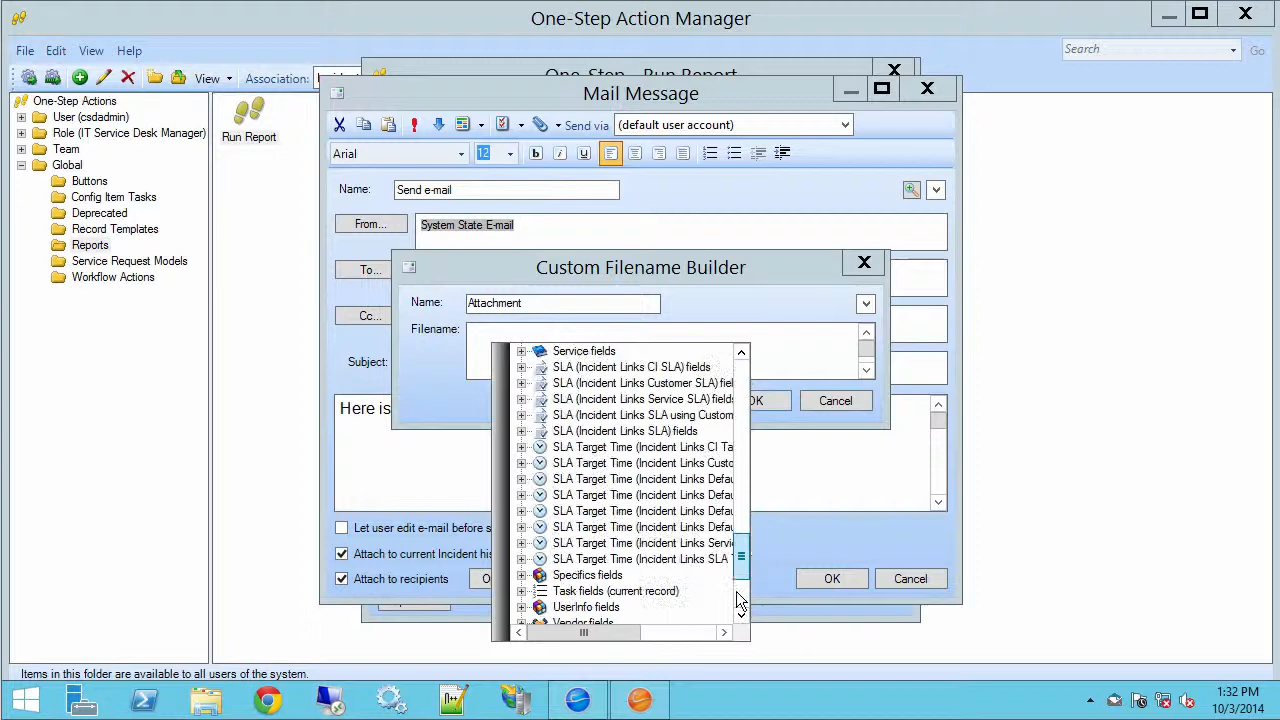 One-Step Action Manager
File Edit View Help
Search Go
View Association:
One-Step Actions
User (csdadmin)
Role (IT Service Desk Manager)
Team
Global
Buttons
Config Item Tasks
Deprecated
Record Templates
Reports
Service Request Models
Workflow Actions
Run Report
One-Step - Run Report
Mail Message
Send via (default user account)
Arial 12 b i U
Name: Send e-mail
From... System State E-mail
To...
Cc...
Subject:
Here is
Let user edit e-mail before s
Attach to current Incident his
Attach to recipients
OK Cancel
Custom Filename Builder
Name: Attachment
Filename:
OK Cancel
Service fields
SLA (Incident Links CI SLA) fields
SLA (Incident Links Customer SLA) fiel
SLA (Incident Links Service SLA) fields
SLA (Incident Links SLA using Custom
SLA (Incident Links SLA) fields
SLA Target Time (Incident Links CI Ta
SLA Target Time (Incident Links Custo
SLA Target Time (Incident Links Defau
SLA Target Time (Incident Links Defau
SLA Target Time (Incident Links Defau
SLA Target Time (Incident Links Defau
SLA Target Time (Incident Links Servic
SLA Target Time (Incident Links SLA
Specifics fields
Task fields (current record)
UserInfo fields
Vendor fields
Items in this folder are available to all users of the system.
1:32 PM
10/3/2014